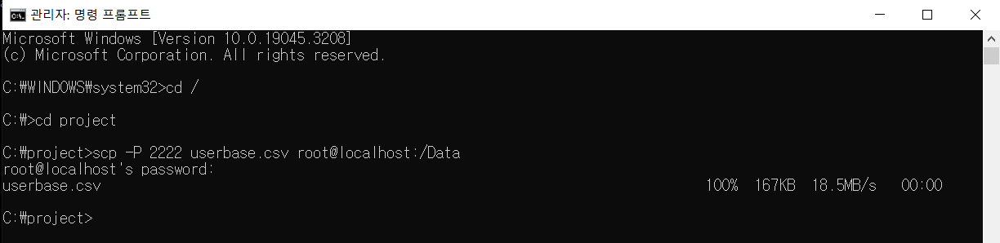 관리자: 명령 프롬프트
Microsoft Windows [Version 10.0.19045.3208]
(c) Microsoft Corporation. All rights reserved.
C:₩WINDOWS₩system32>cd /
C:₩>cd project
C:₩project>scp -P 2222 userbase.csv root@localhost:/Data
root@localhost's password:
userbase.csv 100% 167KB 18.5MB/s 00:00
C:₩project>